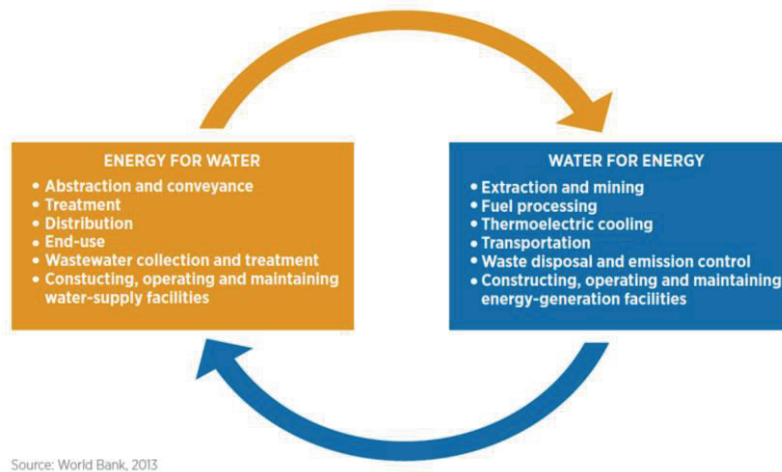 ENERGY FOR WATER
• Abstraction and conveyance
• Treatment
• Distribution
• End-use
• Wastewater collection and treatment
• Constucting, operating and maintaining
water-supply facilities
WATER FOR ENERGY
• Extraction and mining
• Fuel processing
• Thermoelectric cooling
• Transportation
• Waste disposal and emission control
• Constructing, operating and maintaining
energy-generation facilities
Source: World Bank, 2013